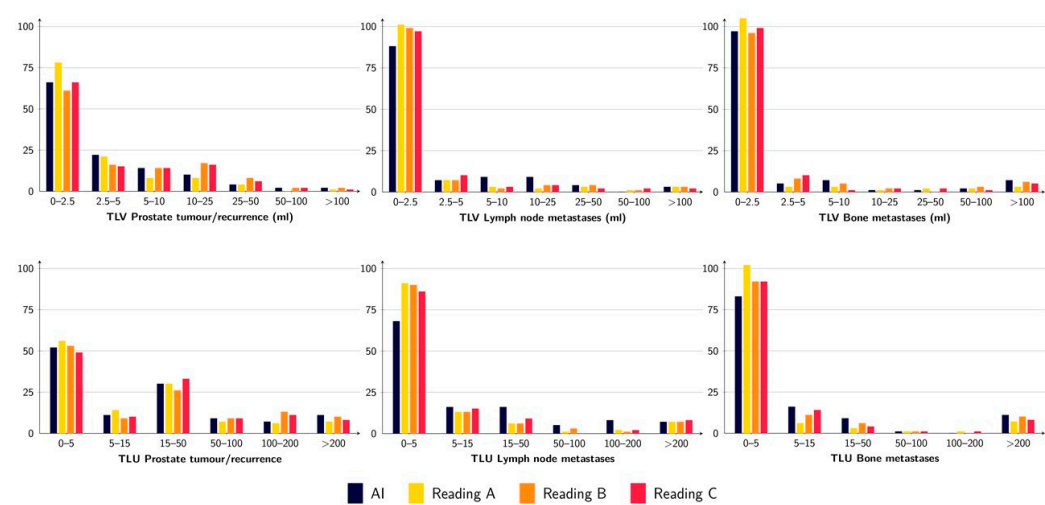 100
75
50
25
0
0–2.5 2.5–5 5–10 10–25 25–50 50–100 >100
TLV Prostate tumour/recurrence (ml)
100
75
50
25
0
0–2.5 2.5–5 5–10 10–25 25–50 50–100 >100
TLV Lymph node metastases (ml)
100
75
50
25
0
0–2.5 2.5–5 5–10 10–25 25–50 50–100 >100
TLV Bone metastases (ml)
100
75
50
25
0
0–5 5–15 15–50 50–100 100–200 >200
TLU Prostate tumour/recurrence
100
75
50
25
0
0–5 5–15 15–50 50–100 100–200 >200
TLU Lymph node metastases
100
75
50
25
0
0–5 5–15 15–50 50–100 100–200 >200
TLU Bone metastases
AI Reading A Reading B Reading C